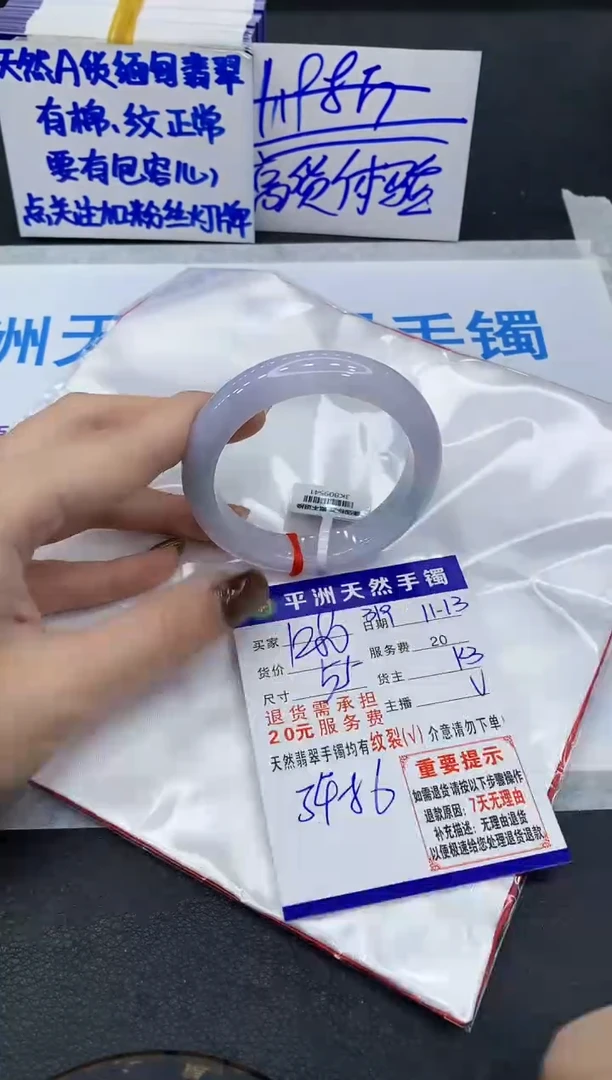 天然A货缅甸翡翠
有棉、纹正常
要有包容心
点关注加粉丝灯牌
高货体验
洲天
手镯
3K099541
平洲天然手镯
买家 日期 11-13
货价 服务费 20
尺寸 55 货主 K3
主播 V
退货需承担
20元服务费
天然翡翠手镯均有纹裂(√)介意请勿下单
重要提示
如需退货请按以下步骤操作
退款原因:7天无理由
补充描述:无理由退货
以便极速给您处理退货退款
3486